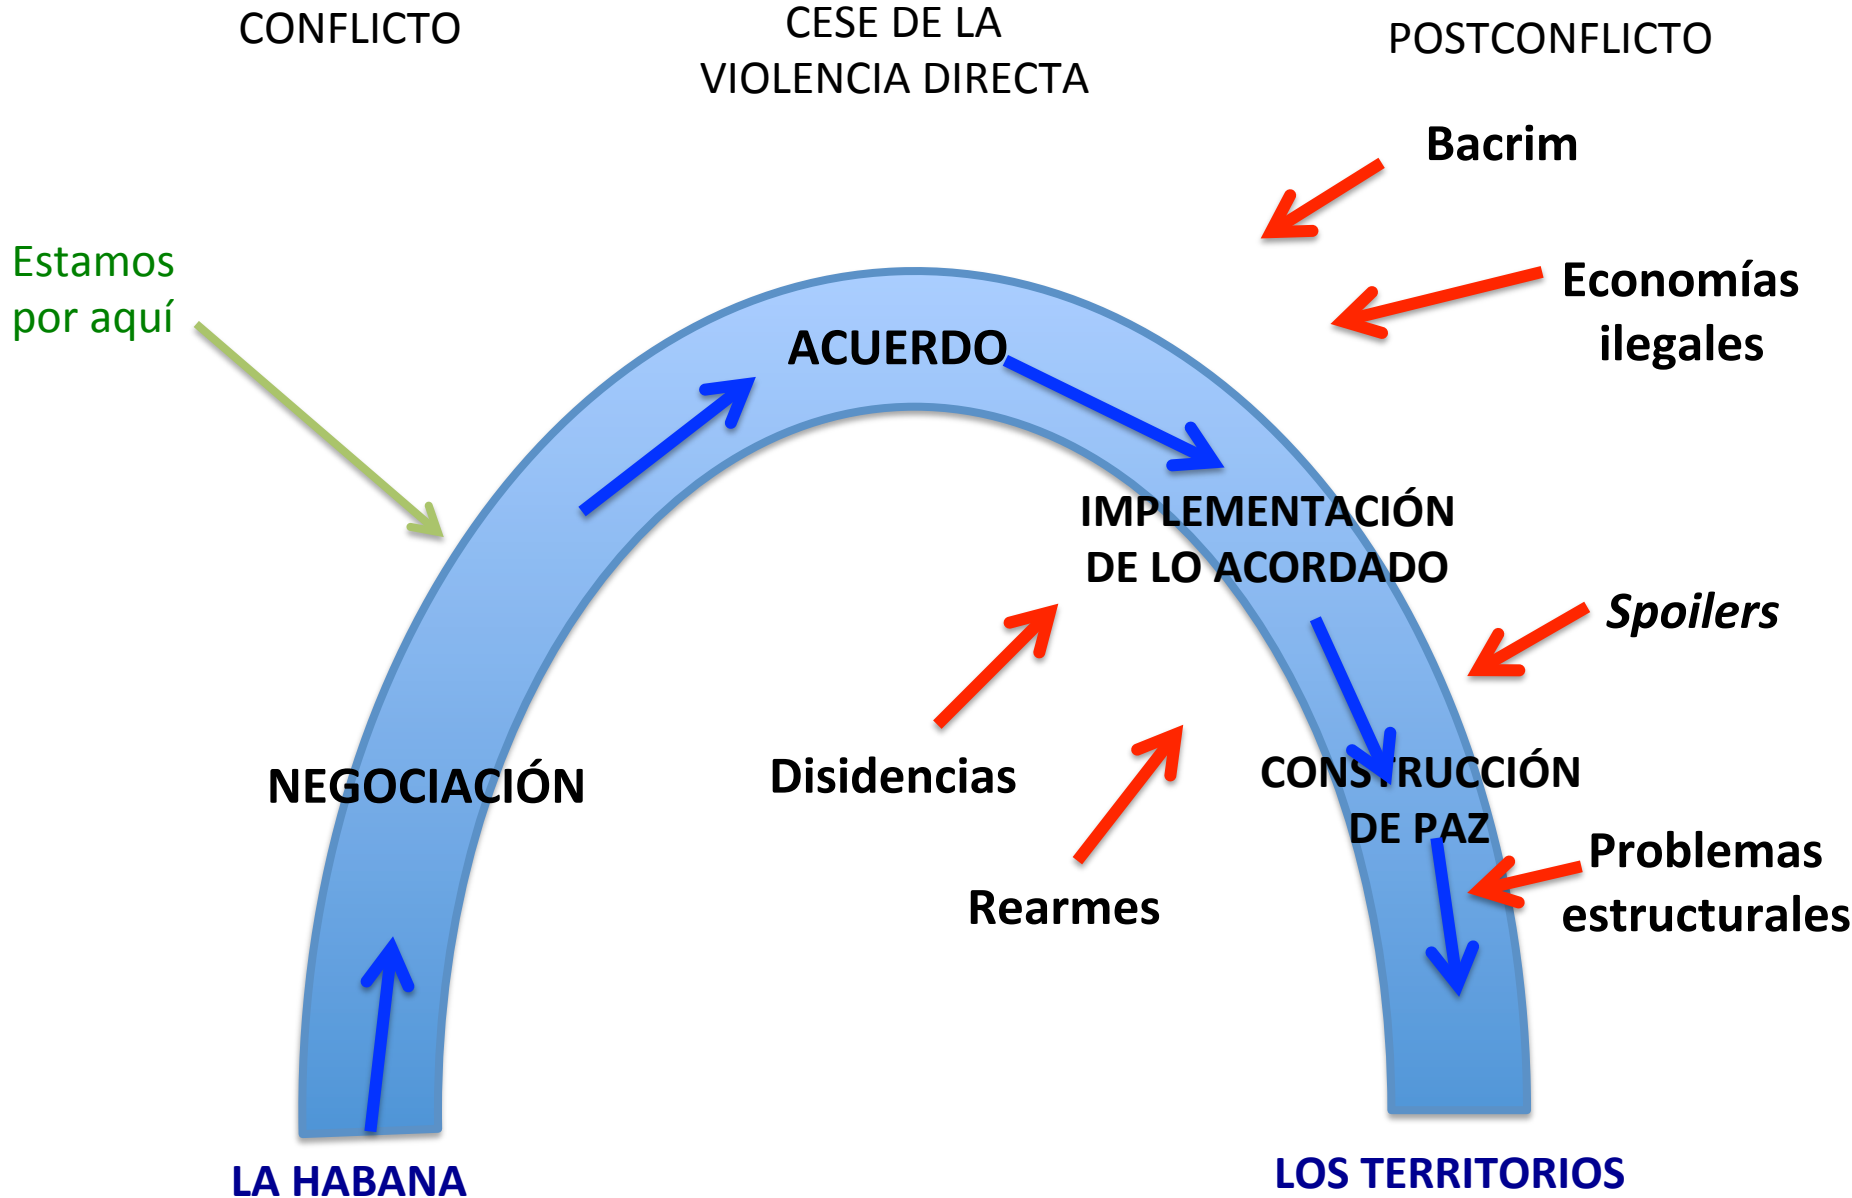 CONFLICTO
CESE DE LA
VIOLENCIA DIRECTA
POSTCONFLICTO
Bacrim
Estamos
por aquí
Economías
ilegales
ACUERDO
IMPLEMENTACIÓN
DE LO ACORDADO
Spoilers
Disidencias
NEGOCIACIÓN
CONSTRUCCIÓN
DE PAZ
Problemas
estructurales
Rearmes
LA HABANA
LOS TERRITORIOS